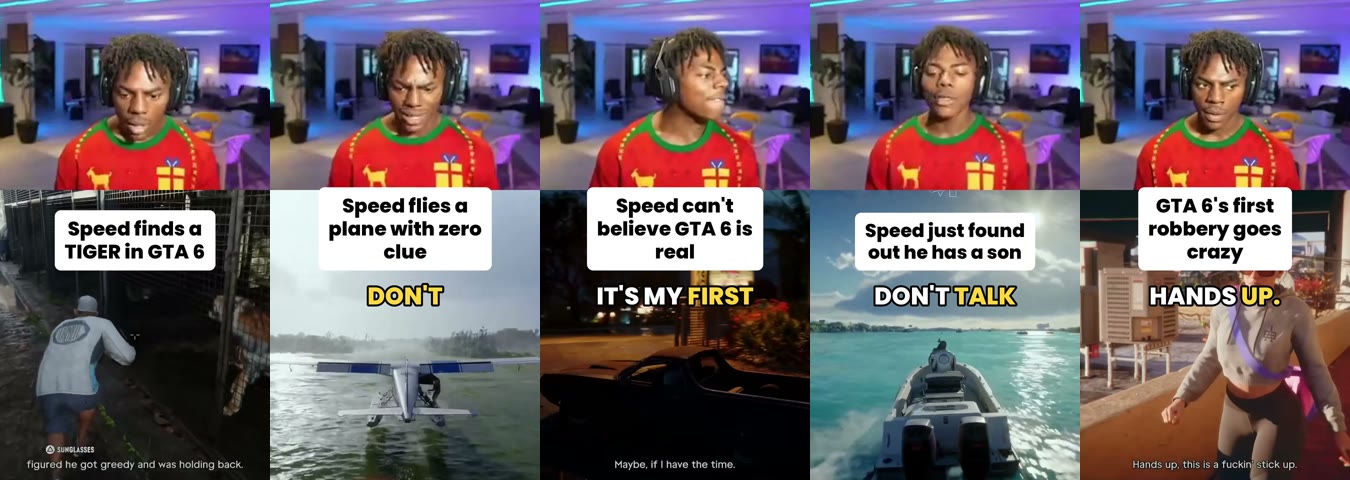 Speed finds a
TIGER in GTA 6
SUNGLASSES
figured he got greedy and was holding back.
Speed flies a
plane with zero
clue
DON'T
Speed can't
believe GTA 6 is
real
IT'S MY FIRST
Maybe, if I have the time.
Speed just found
out he has a son
DON'T TALK
GTA 6's first
robbery goes
crazy
HANDS UP.
Hands up, this is a fuckin' stick up.